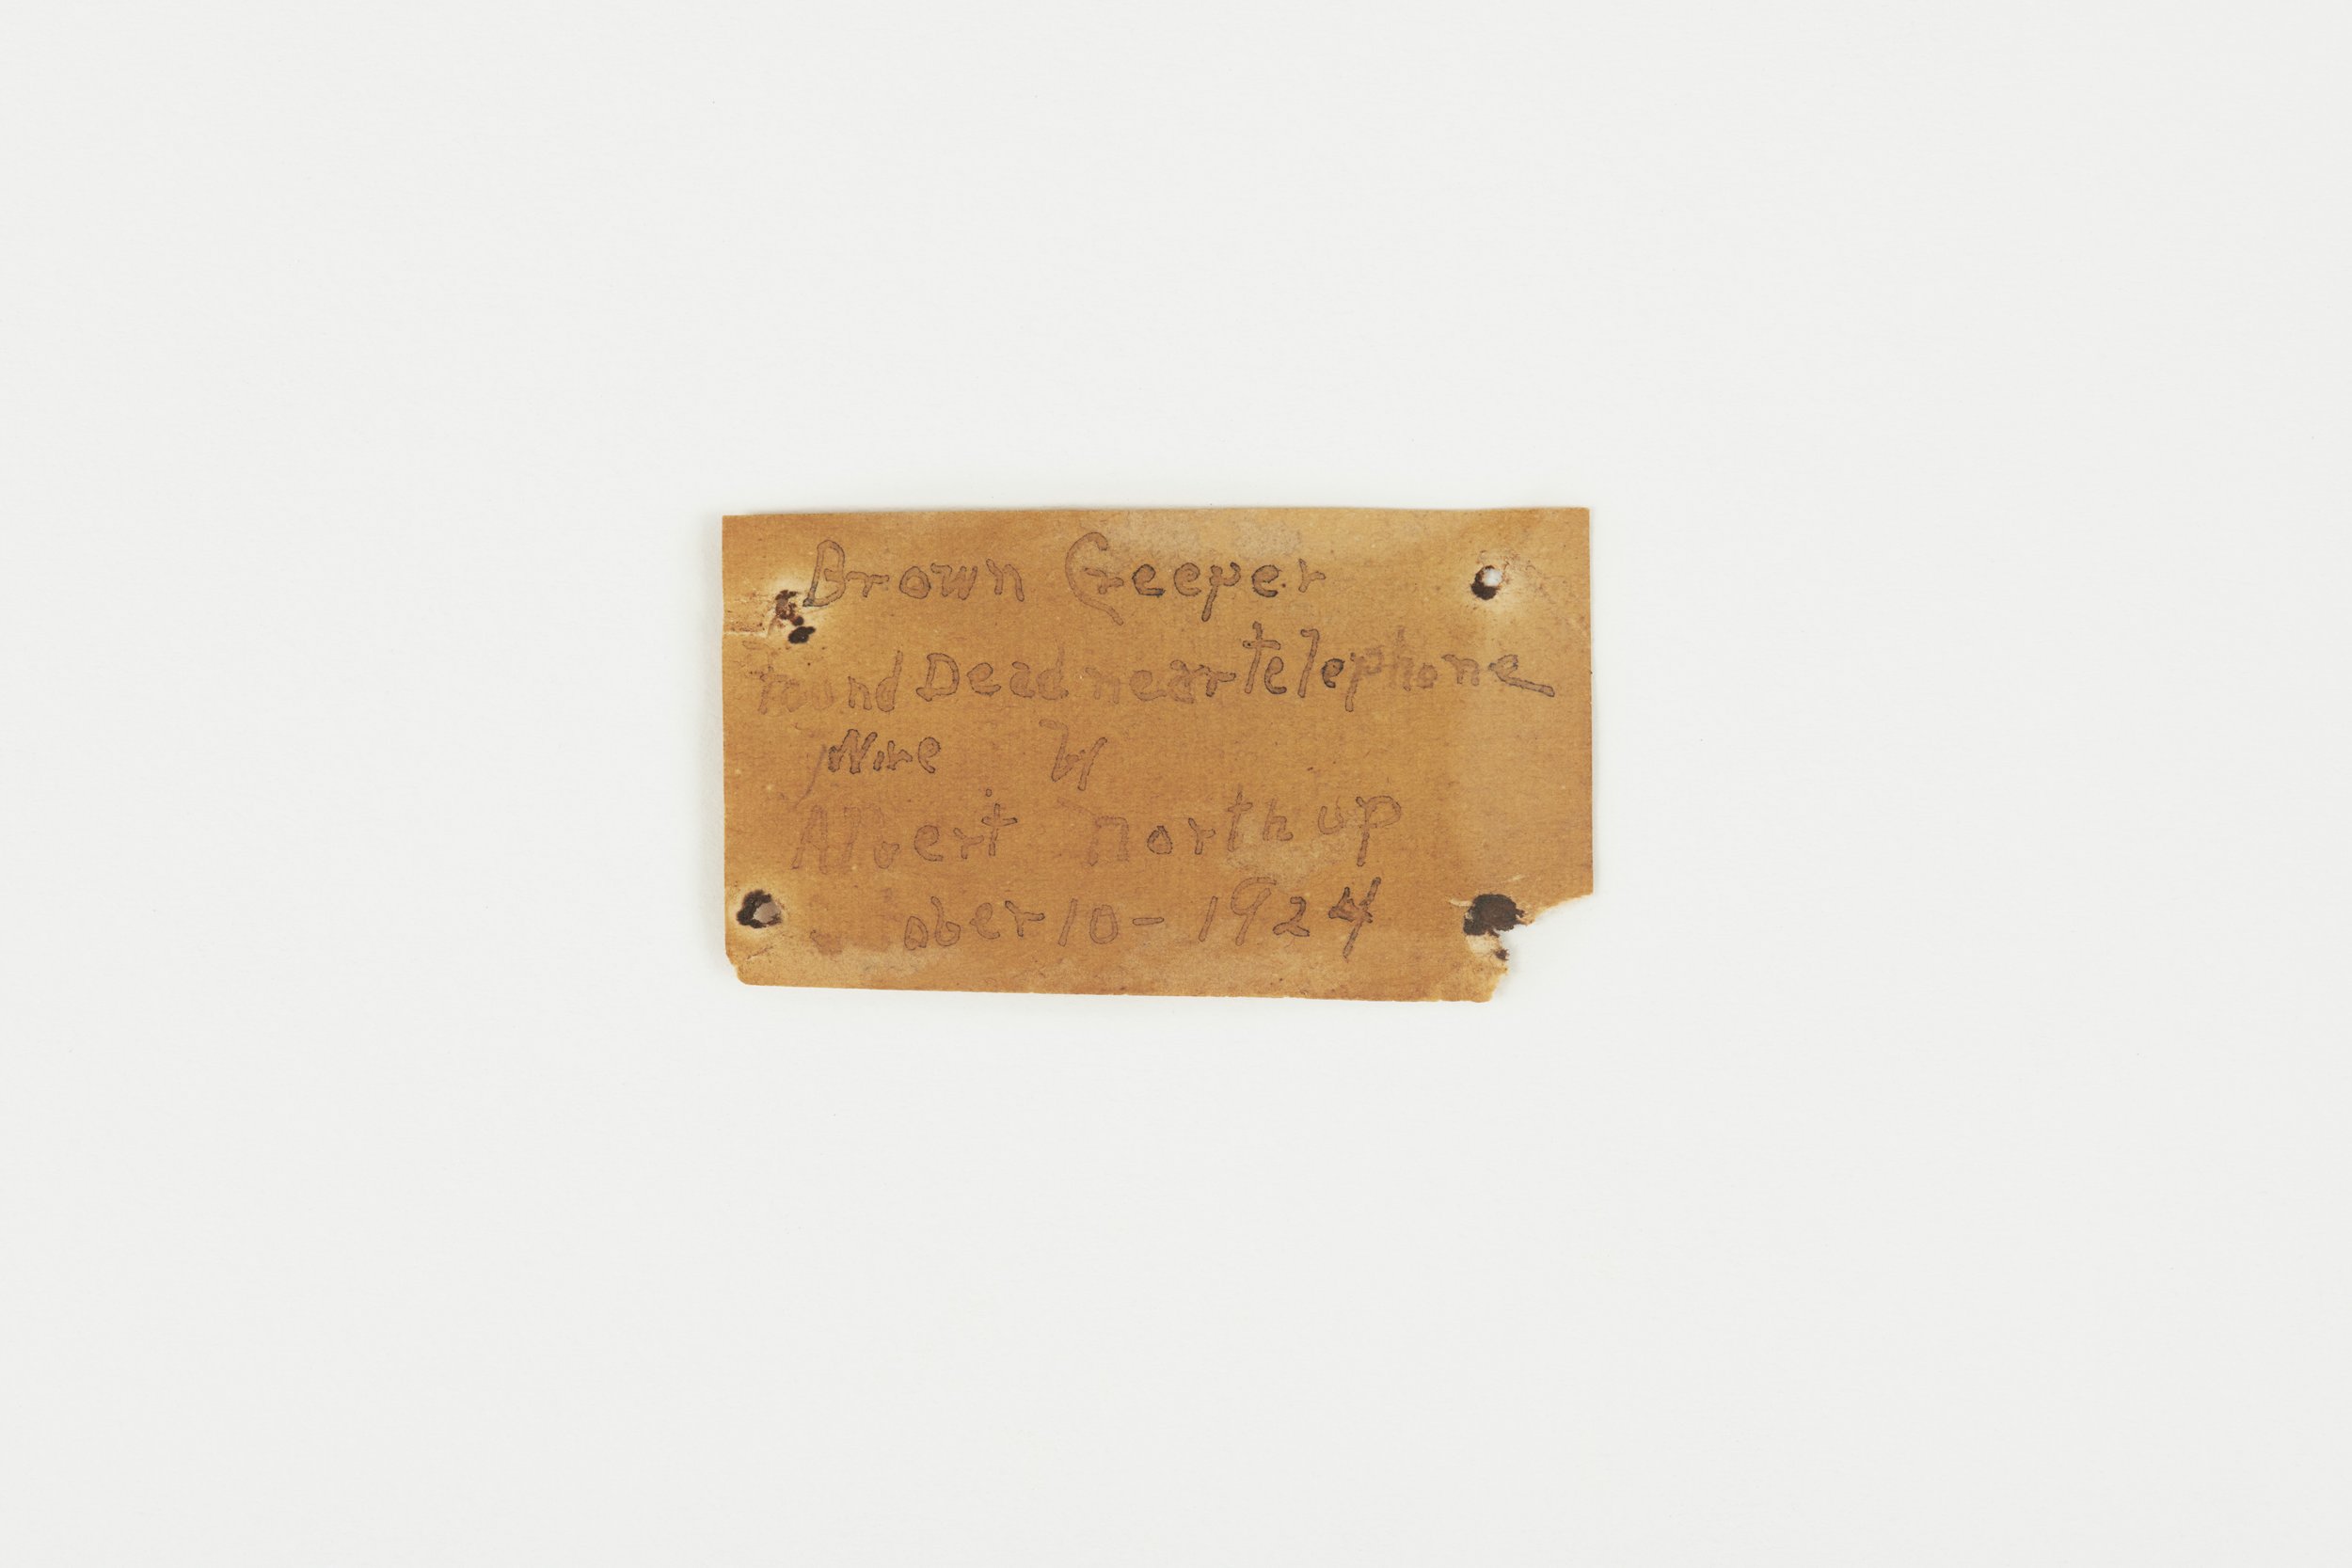 Brown Creeper
found Dead near telephone
Wire by
Albert Northup
ober 10 - 1924